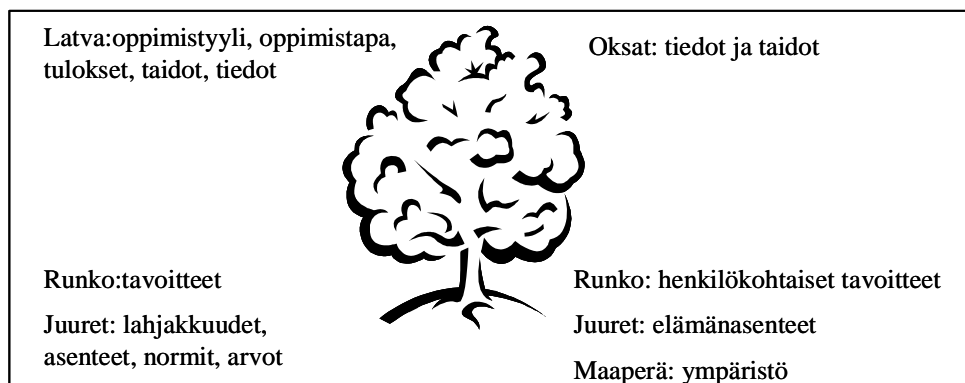 Latva:oppimistyyli, oppimistapa,
tulokset, taidot, tiedot
Oksat: tiedot ja taidot
Runko:tavoitteet
Juuret: lahjakkuudet,
asenteet, normit, arvot
Runko: henkilökohtaiset tavoitteet
Juuret: elämänasenteet
Maaperä: ympäristö